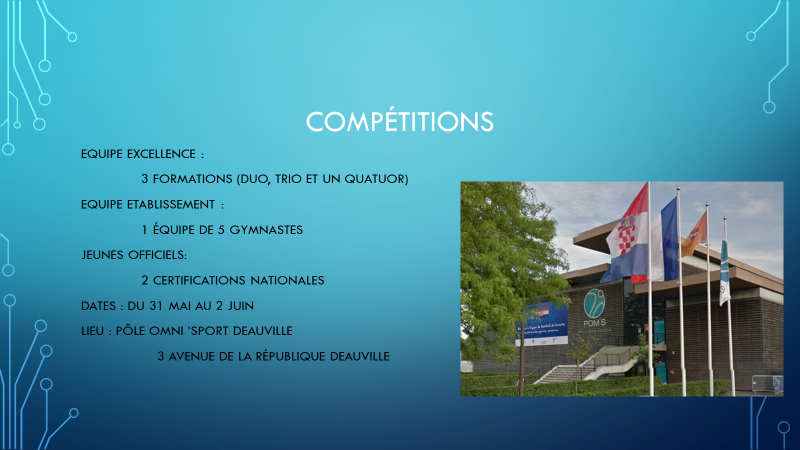 COMPÉTITIONS
EQUIPE EXCELLENCE :
3 FORMATIONS (DUO, TRIO ET UN QUATUOR)
EQUIPE ETABLISSEMENT :
1 ÉQUIPE DE 5 GYMNASTES
JEUNES OFFICIELS:
2 CERTIFICATIONS NATIONALES
DATES : DU 31 MAI AU 2 JUIN
LIEU : PÔLE OMNI 'SPORT DEAUVILLE
3 AVENUE DE LA RÉPUBLIQUE DEAUVILLE
POM'S